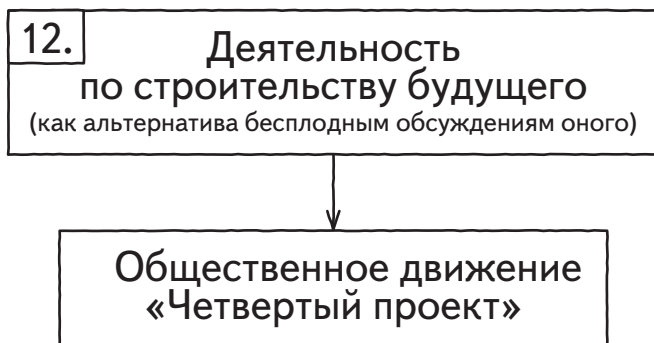 12.
Деятельность
по строительству будущего
(как альтернатива бесплодным обсуждениям оного)
Общественное движение
«Четвертый проект»